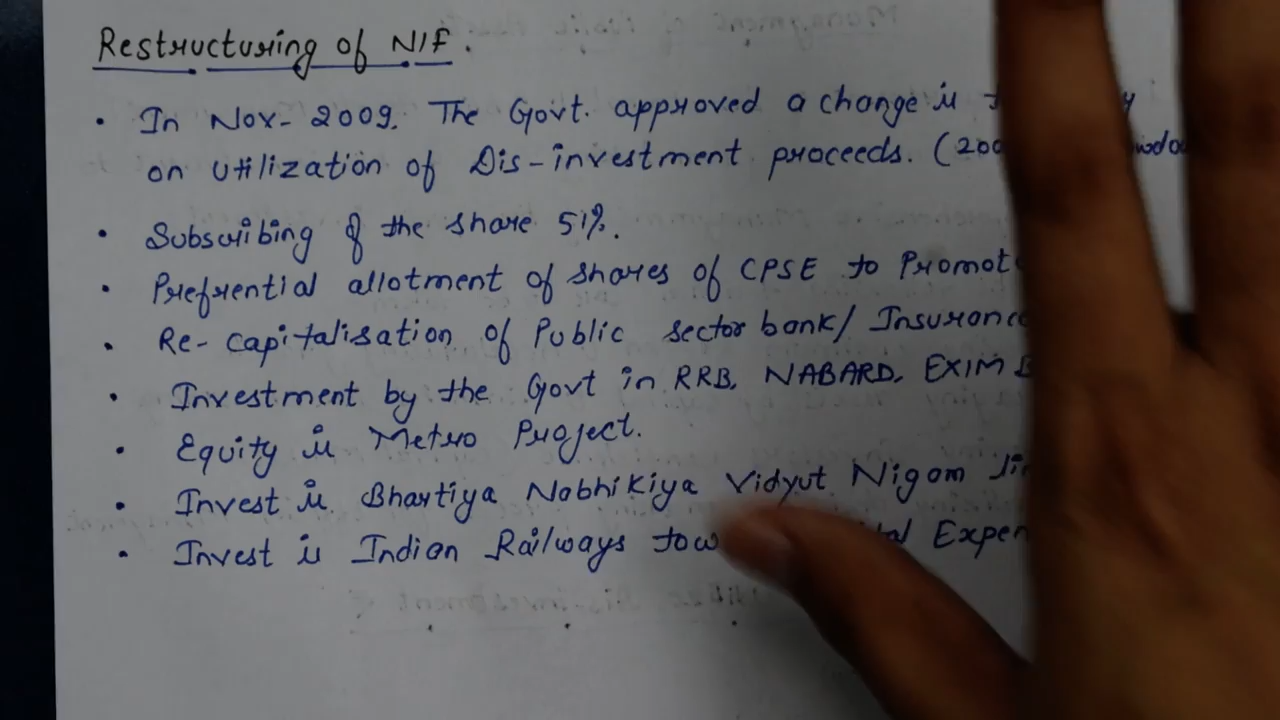 Restructuring of NIF.
• In Nov- 2009. The Govt. approved a change in
on utilization of Dis-investment proceeds. (200
• Subscribing of the share 51%.
• Prefrential allotment of shares of CPSE to Promot
• Re-capitalisation of Public sector bank/ Insuranc
• Investment by the Govt in RRB, NABARD, EXIM
• Equity in Metro Project.
• Invest in Bhartiya Nabhikiya Vidyut Nigam
• Invest in Indian Railways tow Expen